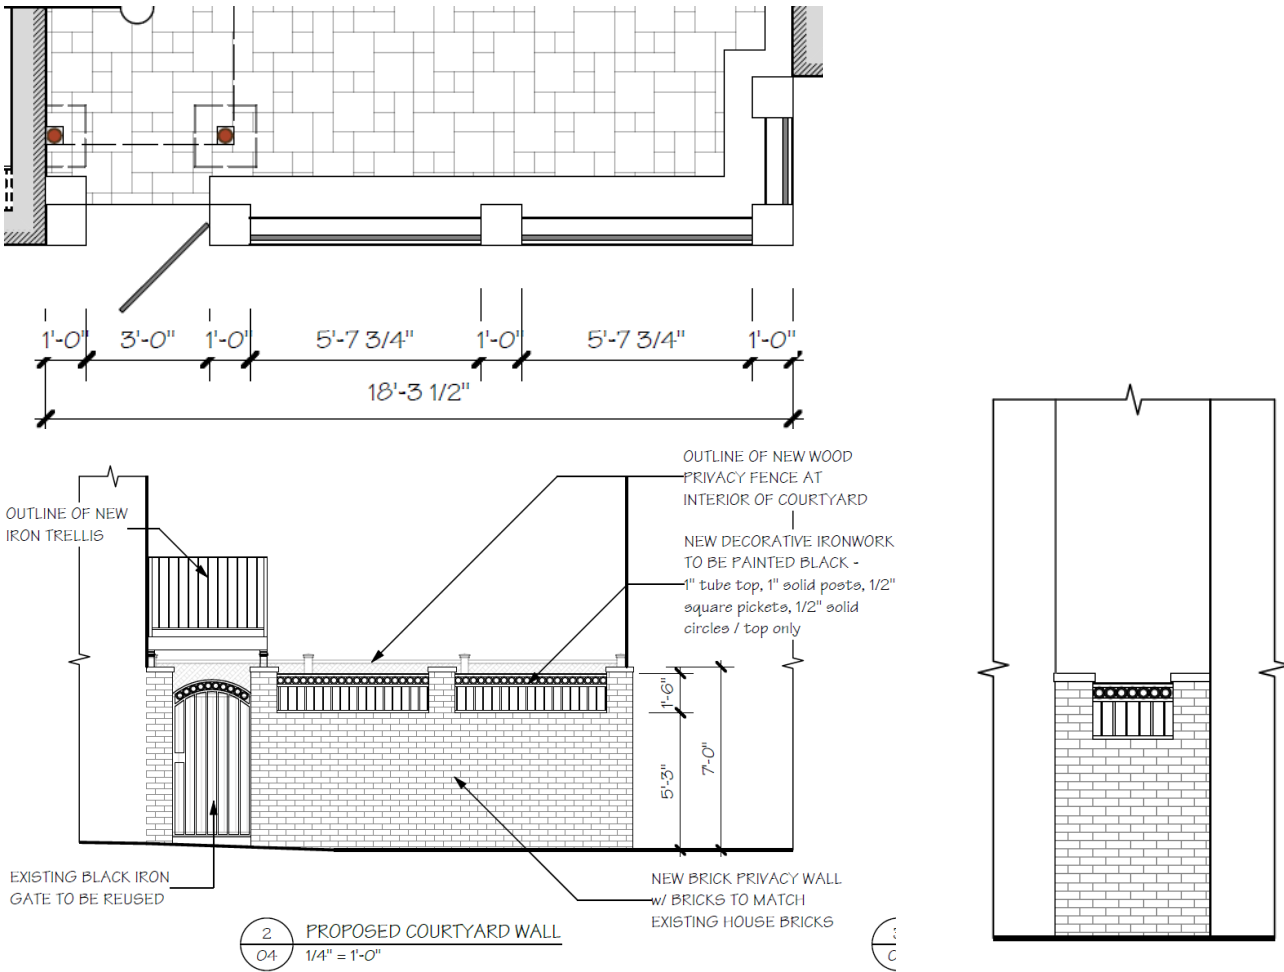 1'-0" 3'-0" 1'-0" 5'-7 3/4" 1'-0" 5'-7 3/4" 1'-0"
18'-3 1/2"
OUTLINE OF NEW WOOD
PRIVACY FENCE AT
INTERIOR OF COURTYARD
OUTLINE OF NEW
IRON TRELLIS
NEW DECORATIVE IRONWORK
TO BE PAINTED BLACK -
1" tube top, 1" solid posts, 1/2"
square pickets, 1/2" solid
circles / top only
1'-6"
5'-3"
7'-0"
EXISTING BLACK IRON
GATE TO BE REUSED
NEW BRICK PRIVACY WALL
w/ BRICKS TO MATCH
EXISTING HOUSE BRICKS
2
04
PROPOSED COURTYARD WALL
1/4" = 1'-0"